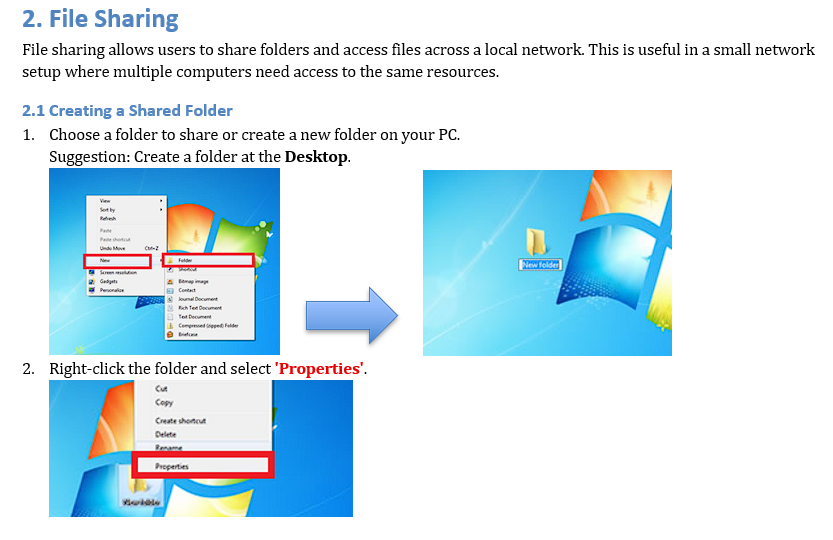 2. File Sharing
File sharing allows users to share folders and access files across a local network. This is useful in a small network
setup where multiple computers need access to the same resources.
2.1 Creating a Shared Folder
1. Choose a folder to share or create a new folder on your PC.
Suggestion: Create a folder at the Desktop.
View
Sort by
Refresh
Paste
Paste shortcut
Undo Move Ctrl+Z
New
Screen resolution
Gadgets
Personalize
Folder
Shortcut
Bitmap image
Contact
Journal Document
Rich Text Document
Text Document
Compressed (zipped) Folder
Briefcase
New folder
2. Right-click the folder and select 'Properties'.
Cut
Copy
Create shortcut
Delete
Rename
Properties
New folder